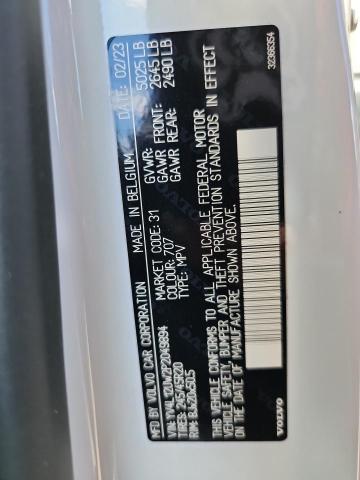 MFD BY VOLVO CAR CORPORATION MADE IN BELGIUM DATE: 02/23
MARKET CODE: 31 GVWR: 5025 LB
COLOUR: 707 GAWR FRONT: 2645 LB
TYPE: MPV GAWR REAR: 2490 LB
THIS VEHICLE CONFORMS TO ALL APPLICABLE FEDERAL MOTOR
VEHICLE SAFETY, BUMPER AND THEFT PREVENTION STANDARDS IN EFFECT
ON THE DATE OF MANUFACTURE SHOWN ABOVE.
VOLVO 32368354